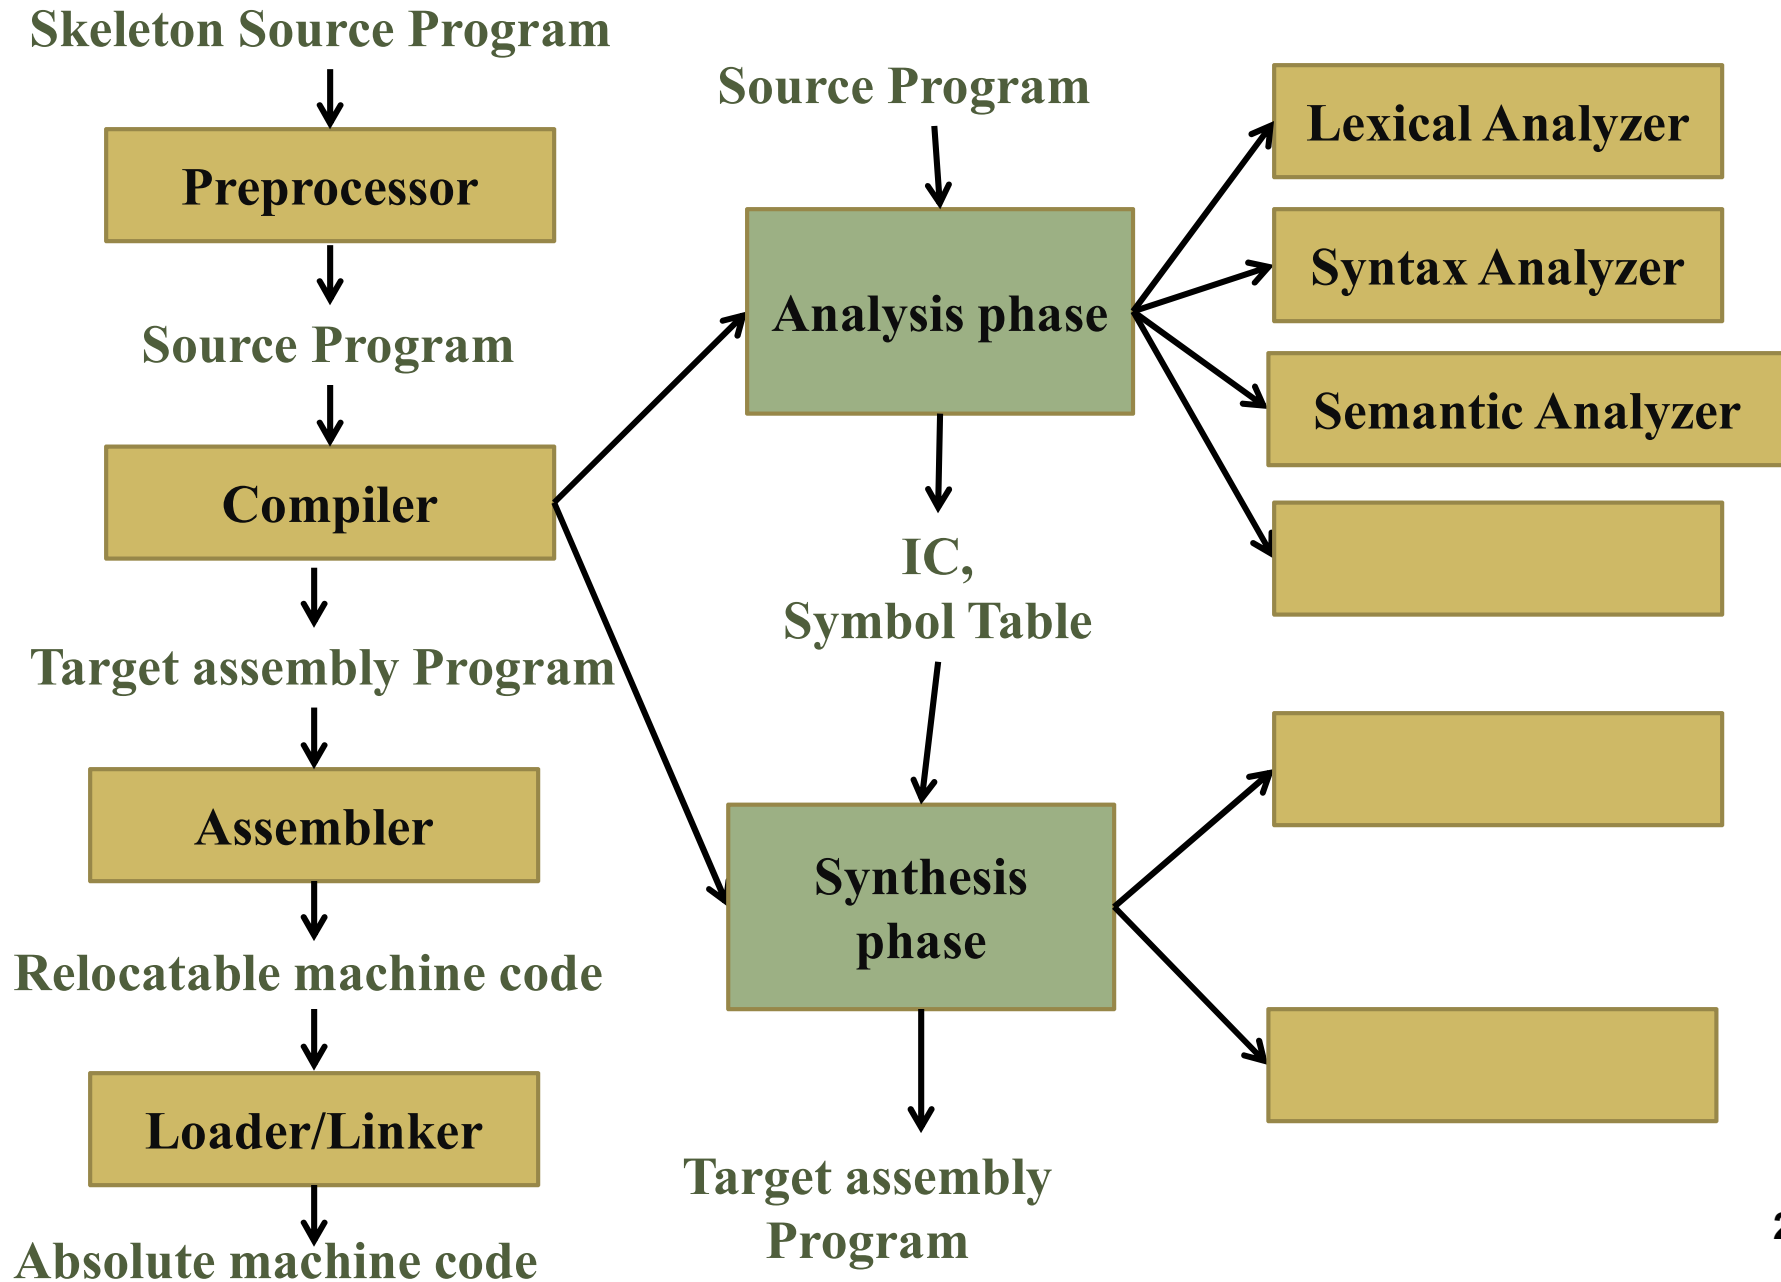 Skeleton Source Program
Preprocessor
Source Program
Compiler
Target assembly Program
Assembler
Relocatable machine code
Loader/Linker
Absolute machine code
Source Program
Analysis phase
IC,
Symbol Table
Synthesis
phase
Target assembly
Program
Lexical Analyzer
Syntax Analyzer
Semantic Analyzer
2